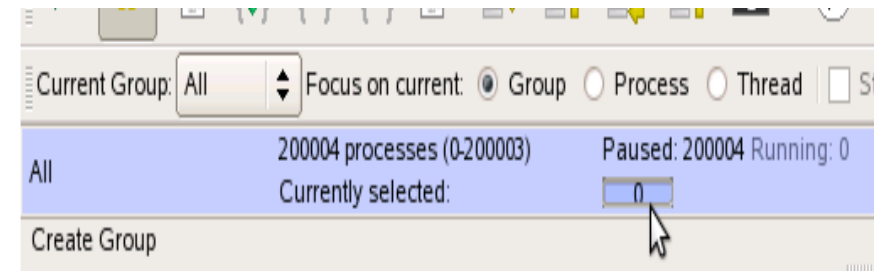 Current Group: All Focus on current: Group Process Thread
200004 processes (0-200003) Paused: 200004 Running: 0
All
Currently selected: 0
Create Group